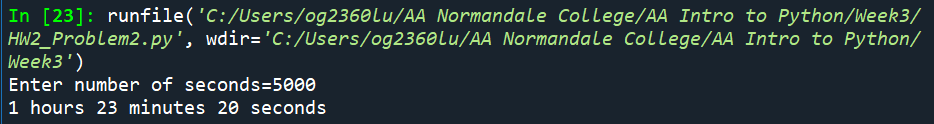 In [23]: runfile('C:/Users/og2360lu/AA Normandale College/AA Intro to Python/Week3/
HW2_Problem2.py', wdir='C:/Users/og2360lu/AA Normandale College/AA Intro to Python/
Week3')
Enter number of seconds=5000
1 hours 23 minutes 20 seconds